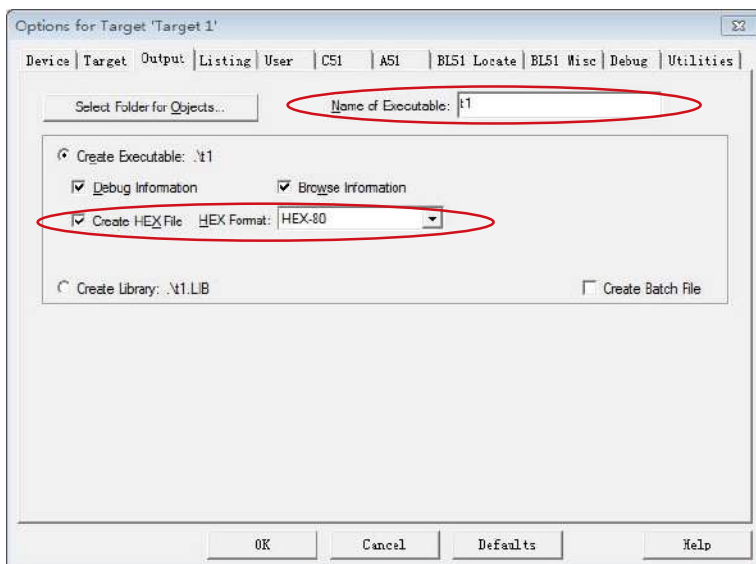 Options for Target 'Target 1'
Device Target Output Listing User C51 A51 BL51 Locate BL51 Misc Debug Utilities
Select Folder for Objects... Name of Executable: t1
Create Executable: .\t1
Debug Information Browse Information
Create HEX File HEX Format: HEX-80
Create Library: .\t1.LIB Create Batch File
OK Cancel Defaults Help